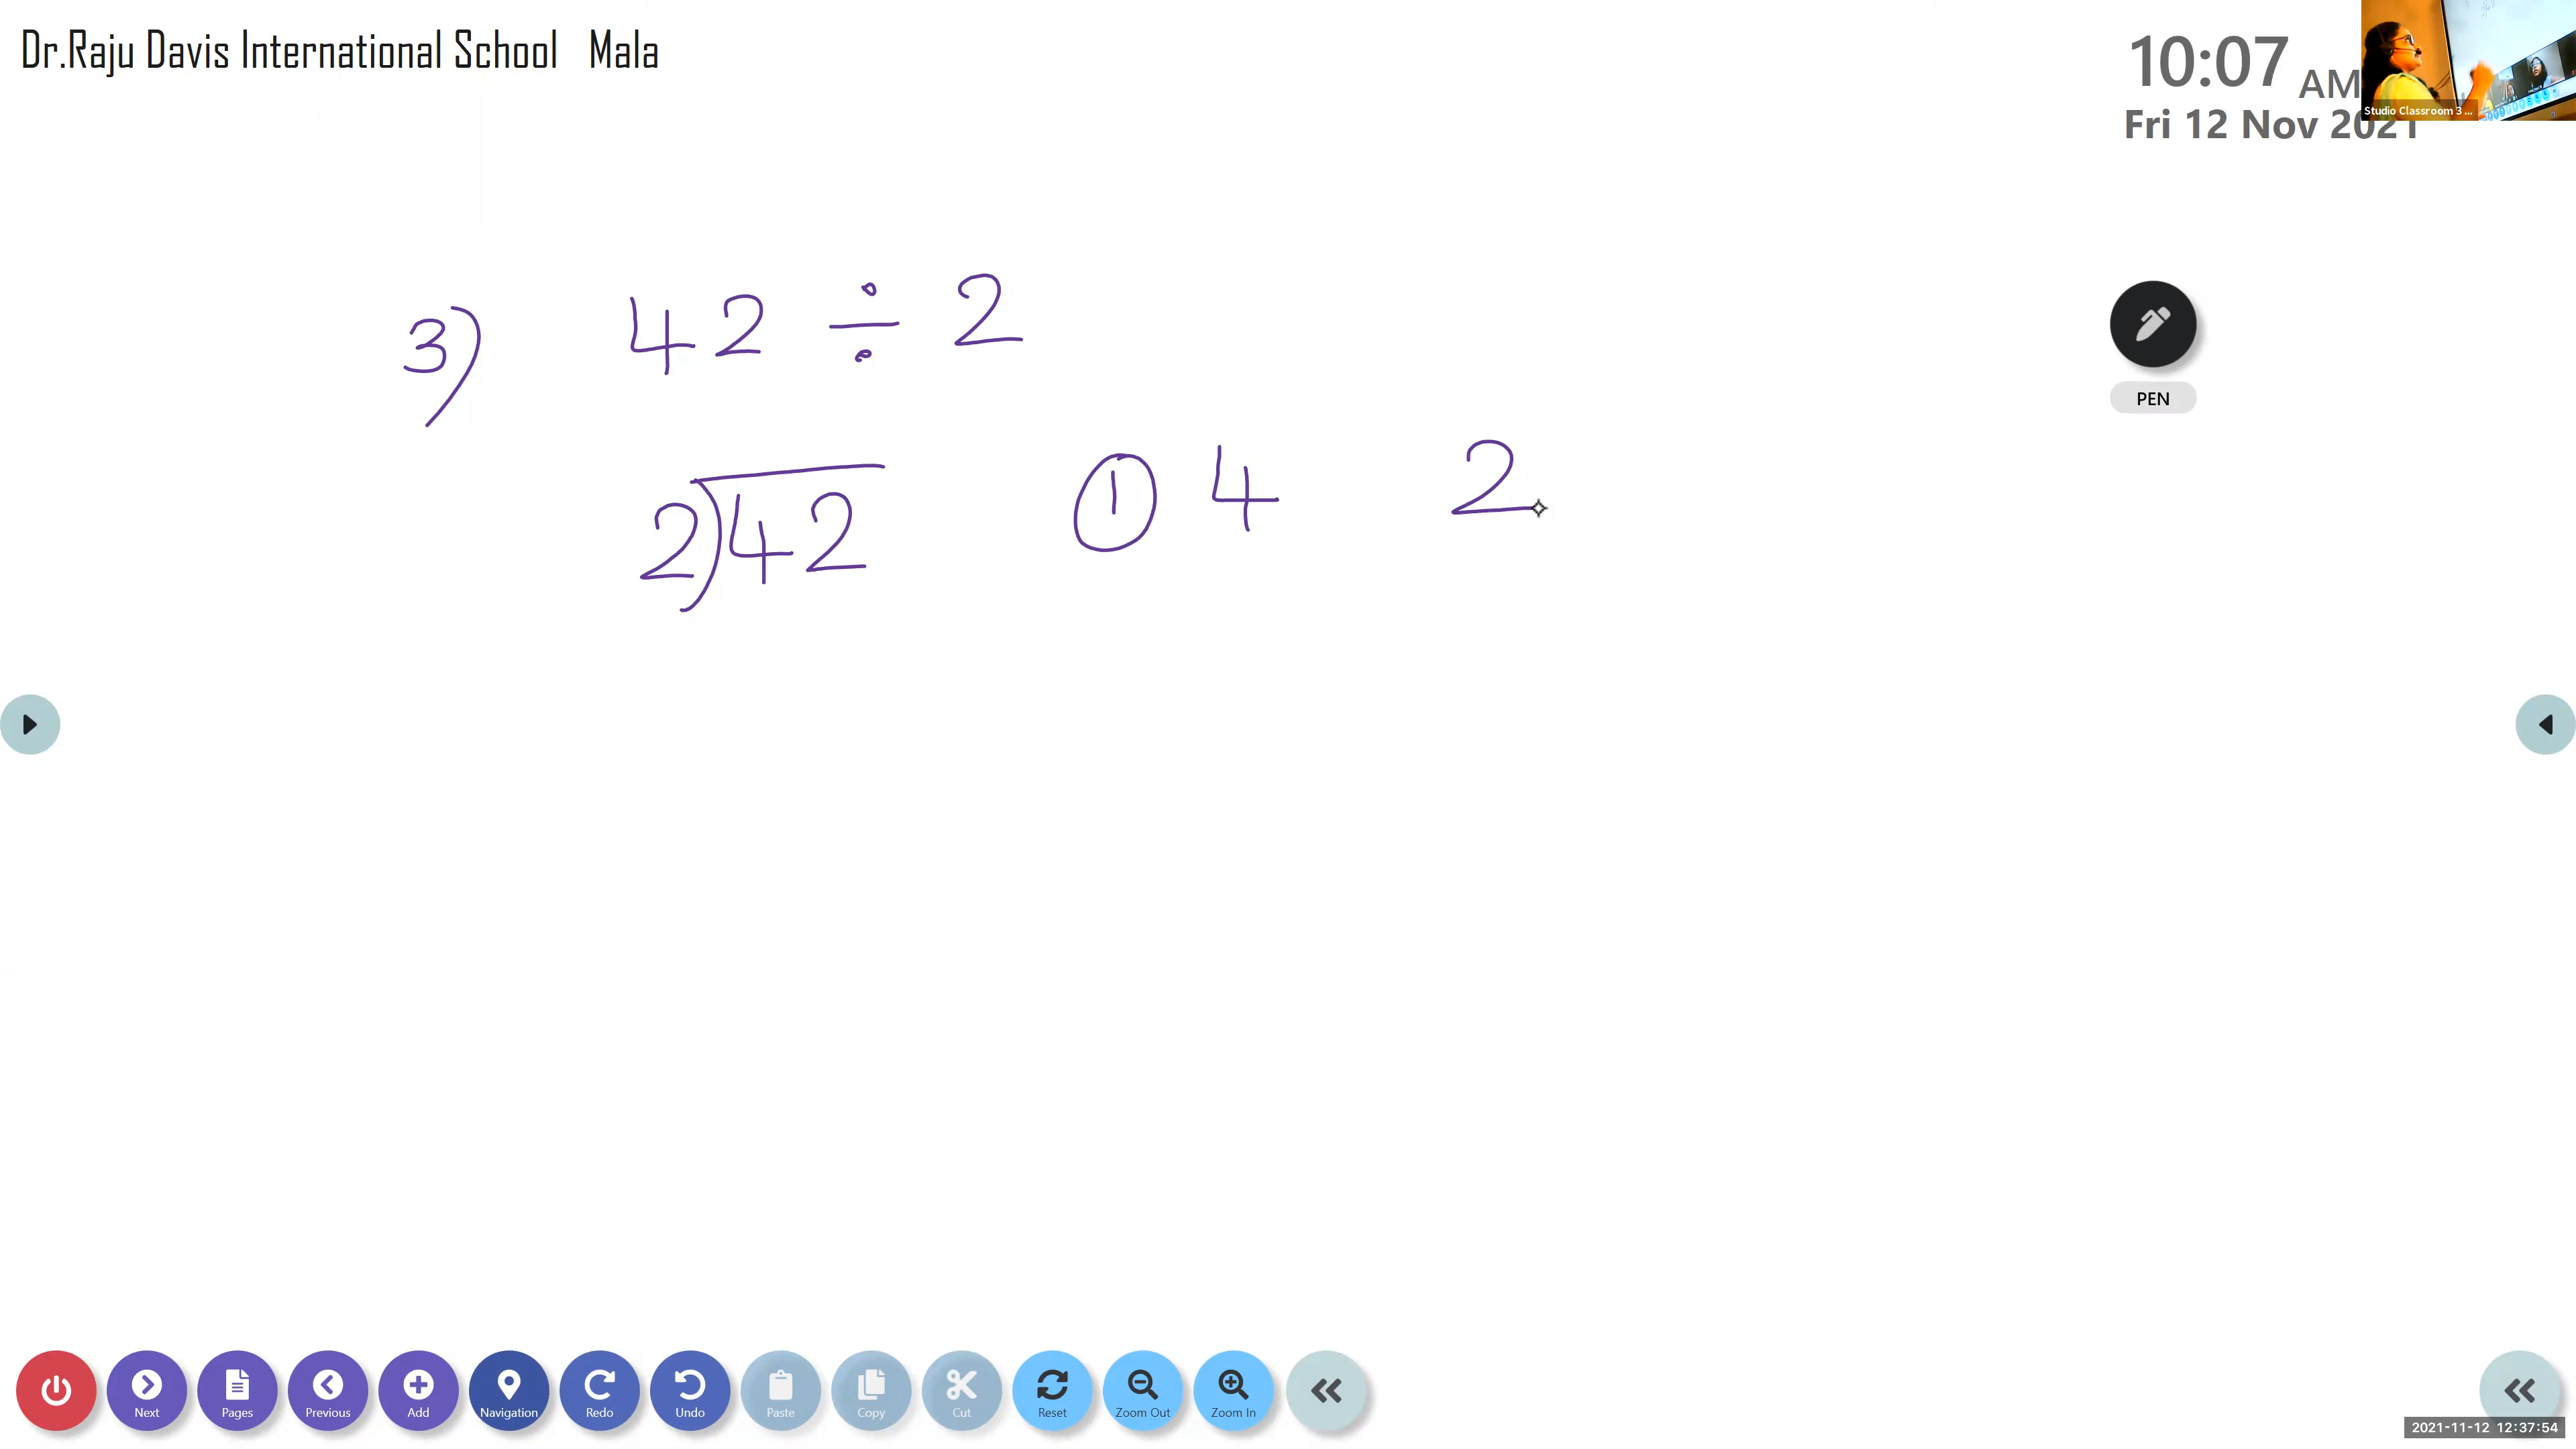 Dr.Raju Davis International School Mala
10:07 AM
Fri 12 Nov 2021
Studio Classroom 3 ...
3) 42 ÷ 2
PEN
2)42 ① 4 2
Next Pages Previous Add Navigation Redo Undo Paste Copy Cut Reset Zoom Out Zoom In
2021-11-12 12:37:54